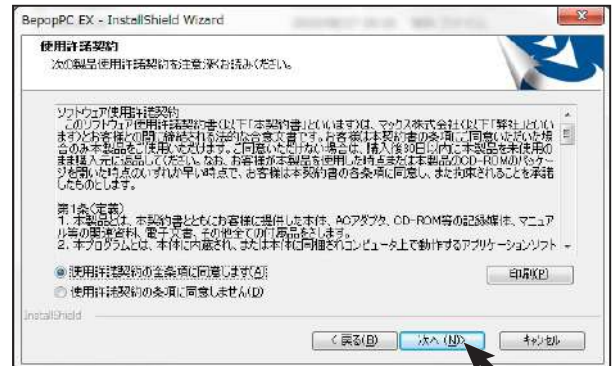 BepopPC EX - InstallShield Wizard
使用許諾契約
次の製品使用許諾契約を注意深くお読みください。
ソフトウェア使用許諾契約
このソフトウェア使用許諾契約書(以下「本契約書」といいます)は、マックス株式会社(以下「弊社」といい
ます)とお客様との間に締結される法的な合意文書です。お客様は本契約書の条項にご同意いただいた場
合のみ本製品をご使用いただけます。ご同意いただけない場合は、購入後30日以内に本製品を未使用の
まま購入元に返品してください。なお、お客様が本製品を使用した時点または本製品のCD-ROMのパッケー
ジを開いた時点のいずれか早い時点で、お客様は本契約書の各条項に同意し、また拘束されることを承諾
したものとします。
第1条(定義)
1. 本製品とは、本契約書とともにお客様に提供した本体、ACアダプタ、CD-ROM等の記録媒体、マニュア
ル等の関連資料、電子文書、その他全ての付属品をさします。
2. 本プログラムとは、本体に内蔵され、または本体に同梱されコンピュータ上で動作するアプリケーションソフト
使用許諾契約の全条項に同意します(A)
印刷(P)
使用許諾契約の条項に同意しません(D)
InstallShield
< 戻る(B)
次へ (N)>
キャンセル